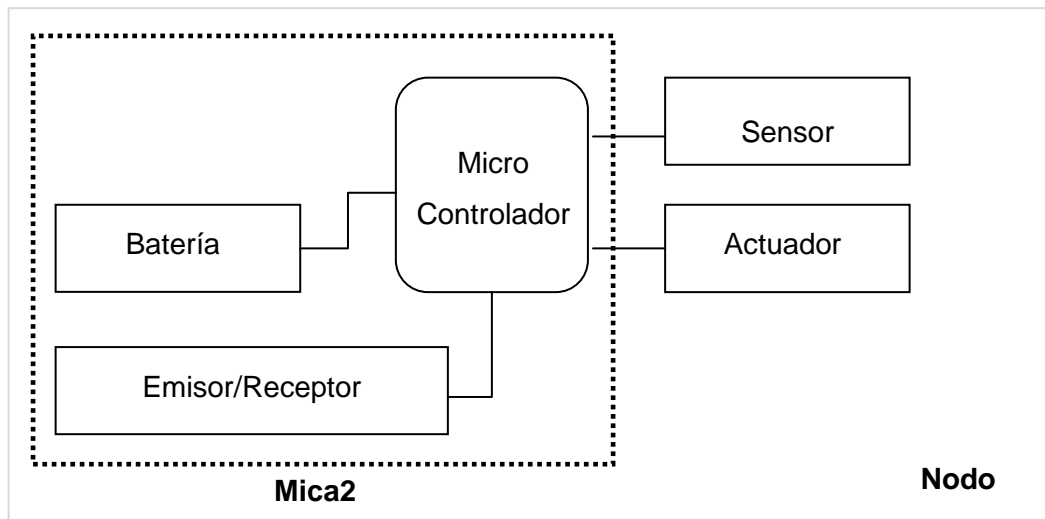 Micro
Controlador
Sensor
Batería
Actuador
Emisor/Receptor
Mica2
Nodo